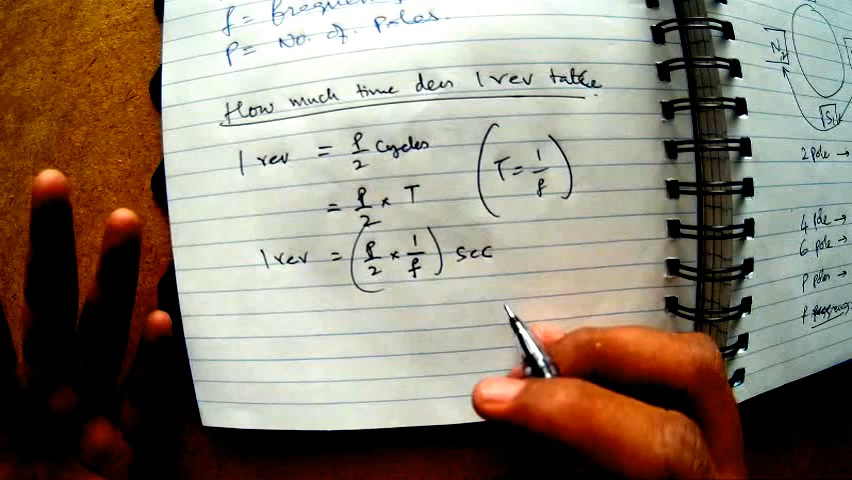 f = frequen
P = No. of Poles.
How much time does 1 rev take
1 rev = P/2 cycles
= P/2 × T (T = 1/f)
1 rev = (P/2 × 1/f) sec
N
S
2 pole →
4 pole →
6 pole →
P poles →
f